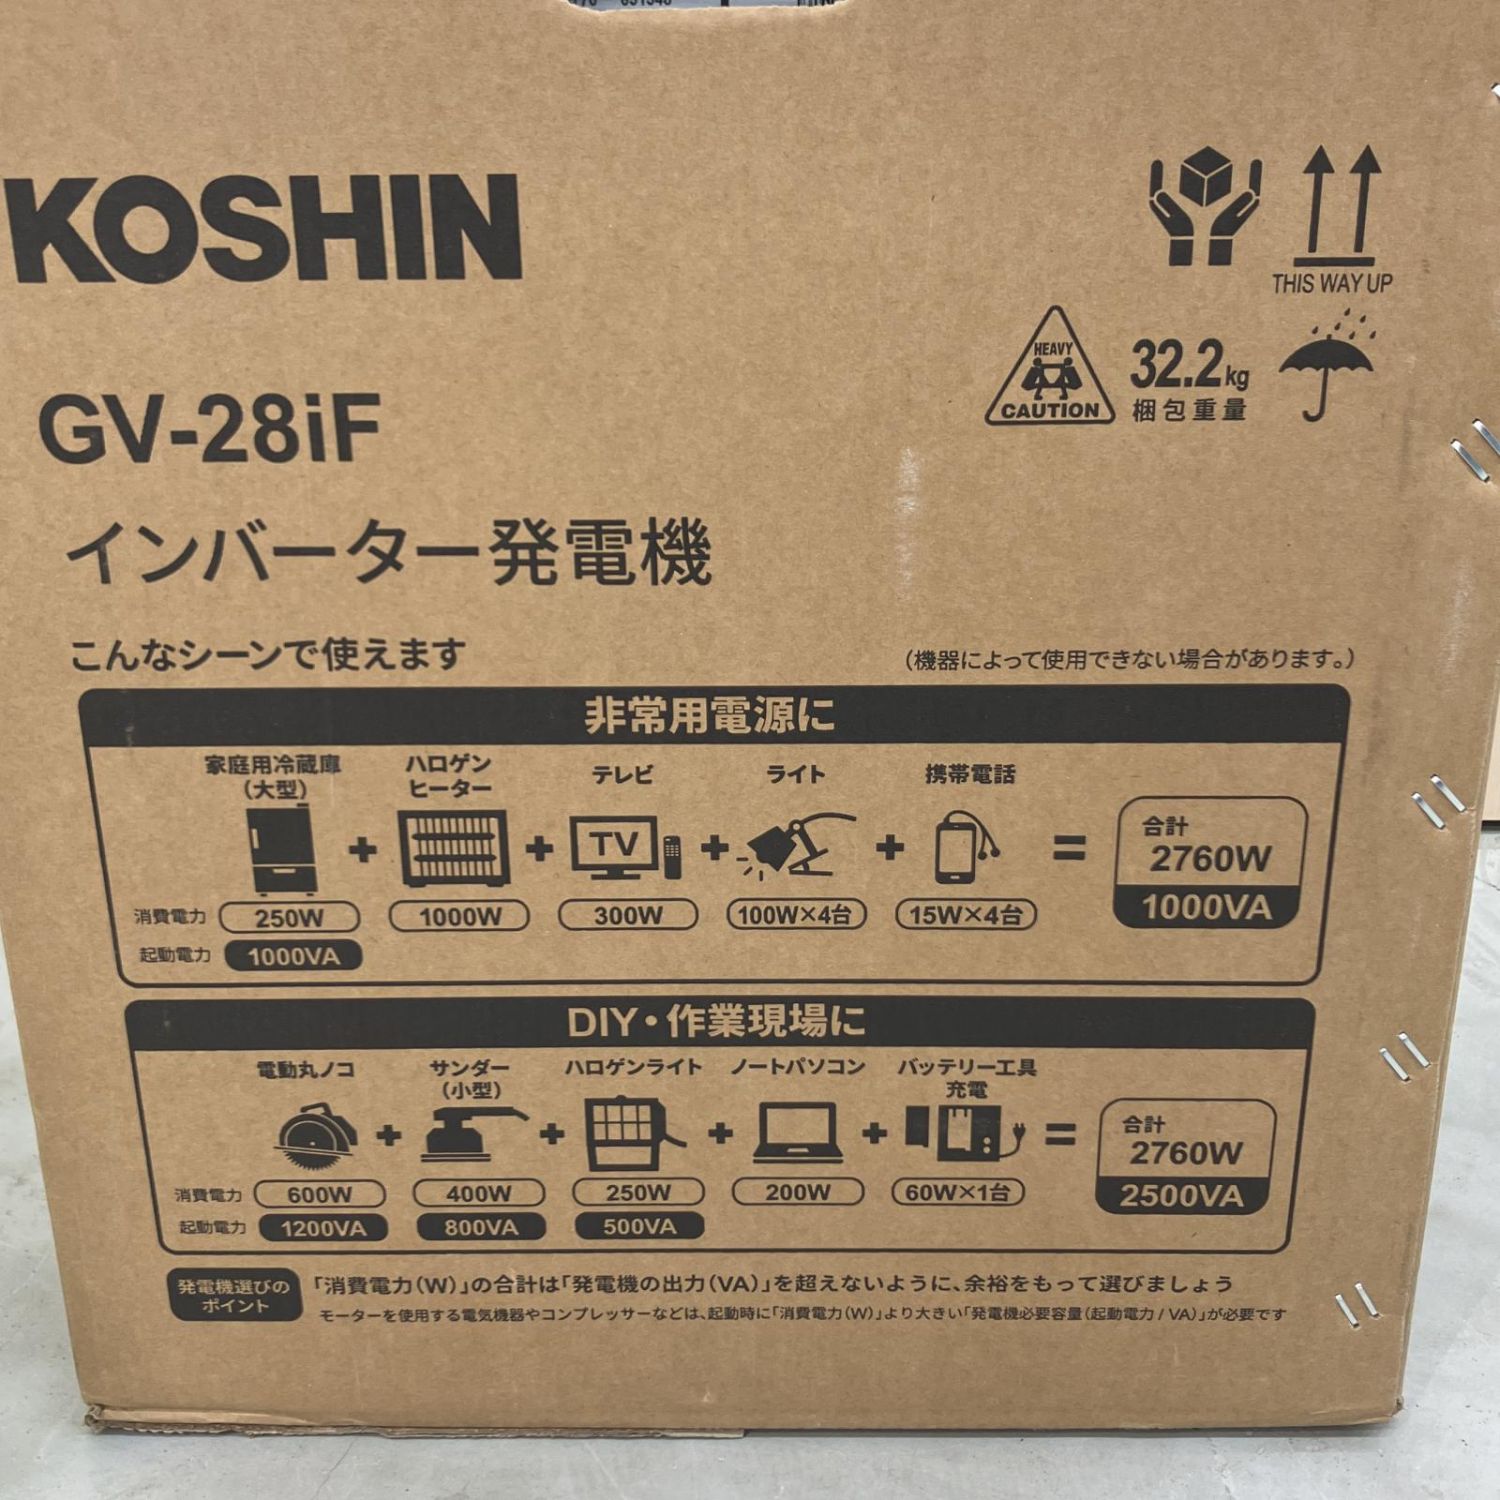 KOSHIN
THIS WAY UP
HEAVY
CAUTION
32.2kg
梱包重量
GV-28iF
インバーター発電機
こんなシーンで使えます
(機器によって使用できない場合があります。)
非常用電源に
家庭用冷蔵庫
(大型)
ハロゲン
ヒーター
テレビ
ライト
携帯電話
+ + TV + + =
合計
2760W
1000VA
消費電力 250W 1000W 300W 100W×4台 15W×4台
起動電力 1000VA
DIY・作業現場に
電動丸ノコ
サンダー
(小型)
ハロゲンライト
ノートパソコン
バッテリー工具
充電
+ + + + =
合計
2760W
2500VA
消費電力 600W 400W 250W 200W 60W×1台
起動電力 1200VA 800VA 500VA
発電機選びの
ポイント
「消費電力(W)」の合計は「発電機の出力(VA)」を超えないように、余裕をもって選びましょう
モーターを使用する電気機器やコンプレッサーなどは、起動時に「消費電力(W)」より大きい「発電機必要容量(起動電力/VA)」が必要です